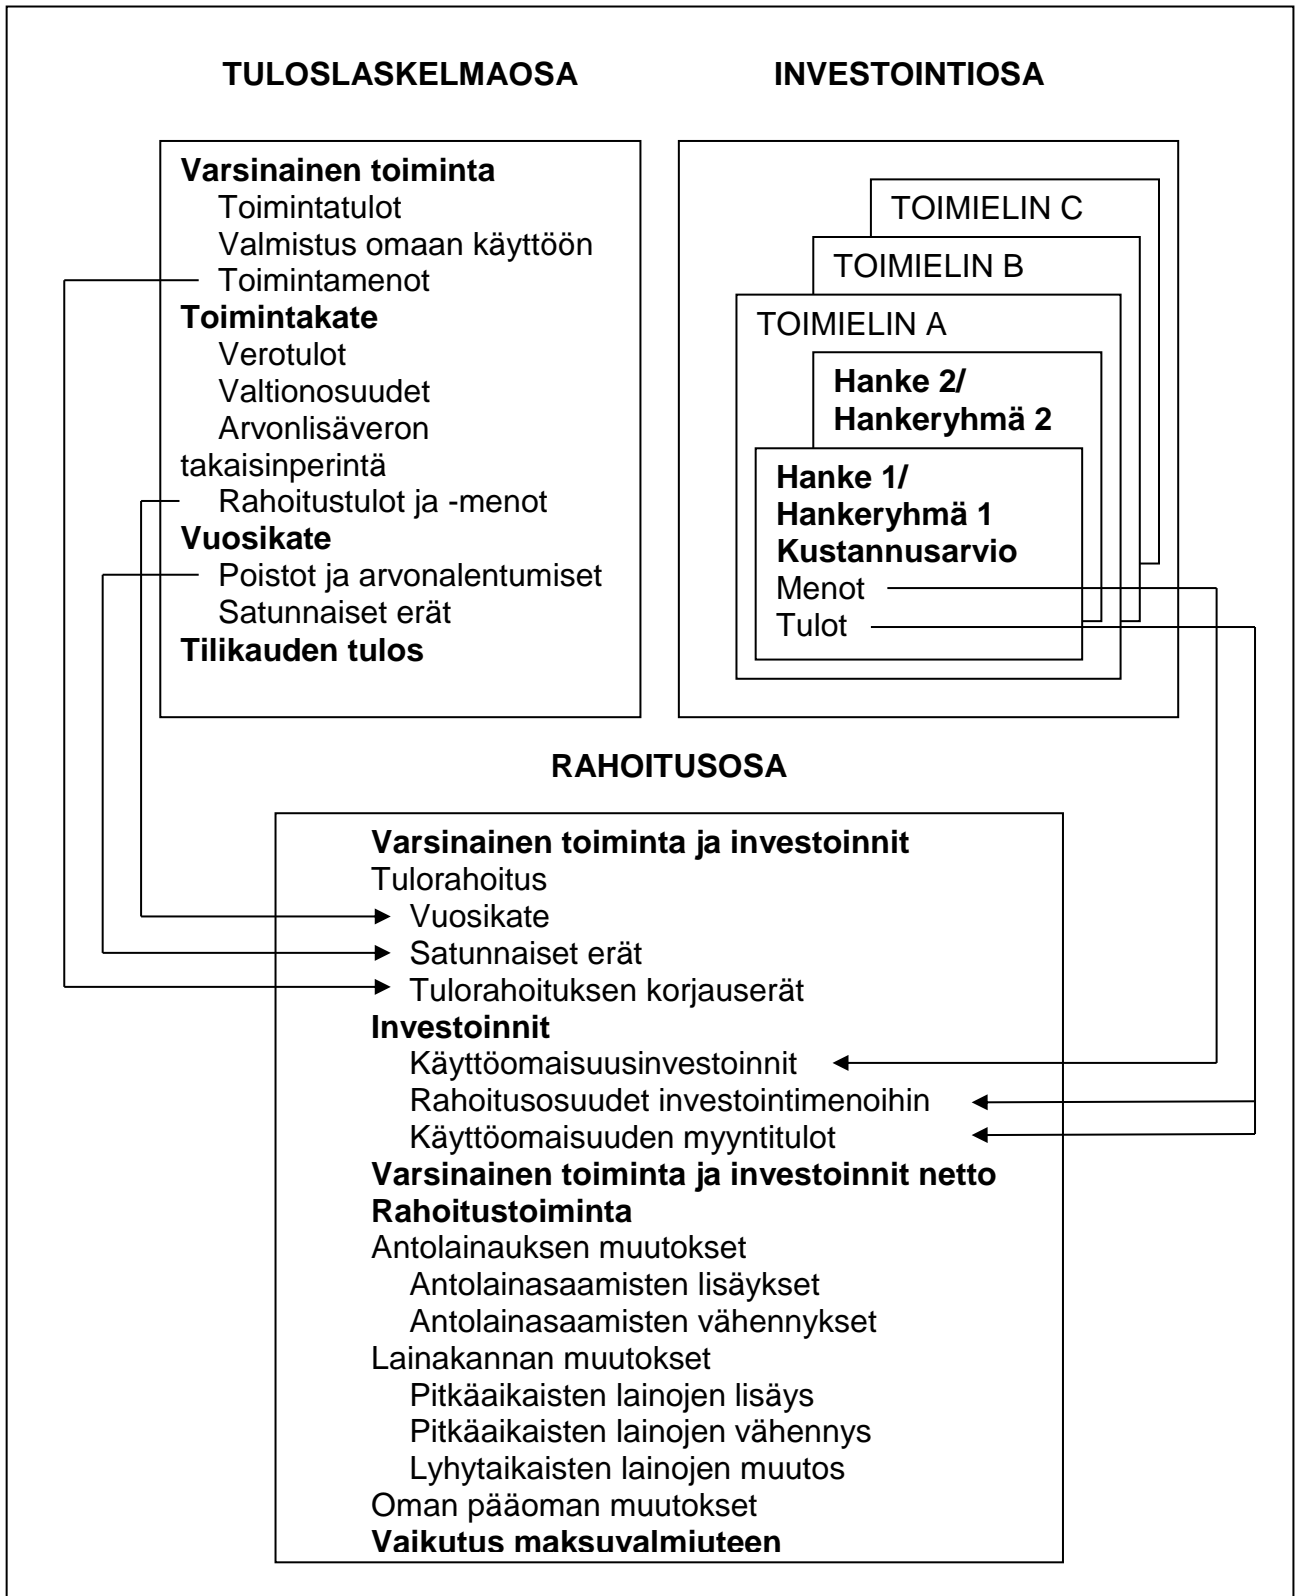 TULOSLASKELMAOSA
Varsinainen toiminta
Toimintatulot
Valmistus omaan käyttöön
Toimintamenot
Toimintakate
Verotulot
Valtionosuudet
Arvonlisäveron
takaisinperintä
Rahoitustulot ja -menot
Vuosikate
Poistot ja arvonalentumiset
Satunnaiset erät
Tilikauden tulos
INVESTOINTIOSA
TOIMIELIN C
TOIMIELIN B
TOIMIELIN A
Hanke 2/
Hankeryhmä 2
Hanke 1/
Hankeryhmä 1
Kustannusarvio
Menot
Tulot
RAHOITUSOSA
Varsinainen toiminta ja investoinnit
Tulorahoitus
Vuosikate
Satunnaiset erät
Tulorahoituksen korjauserät
Investoinnit
Käyttöomaisuusinvestoinnit
Rahoitusosuudet investointimenoihin
Käyttöomaisuuden myyntitulot
Varsinainen toiminta ja investoinnit netto
Rahoitustoiminta
Antolainauksen muutokset
Antolainasaamisten lisäykset
Antolainasaamisten vähennykset
Lainakannan muutokset
Pitkäaikaisten lainojen lisäys
Pitkäaikaisten lainojen vähennys
Lyhytaikaisten lainojen muutos
Oman pääoman muutokset
Vaikutus maksuvalmiuteen